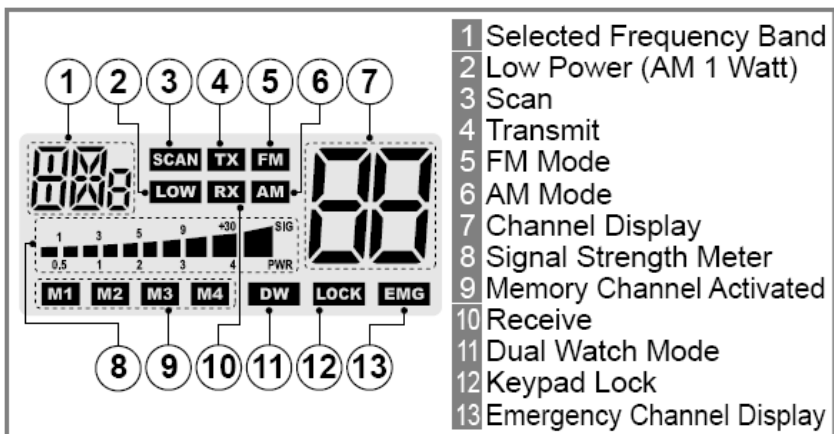 1 2 3 4 5 6 7
SCAN TX FM
LOW RX AM
88
1 3 5 9 +30 SIG
0,5 1 2 3 4 PWR
M1 M2 M3 M4 DW LOCK EMG
8 9 10 11 12 13
1 Selected Frequency Band
2 Low Power (AM 1 Watt)
3 Scan
4 Transmit
5 FM Mode
6 AM Mode
7 Channel Display
8 Signal Strength Meter
9 Memory Channel Activated
10 Receive
11 Dual Watch Mode
12 Keypad Lock
13 Emergency Channel Display